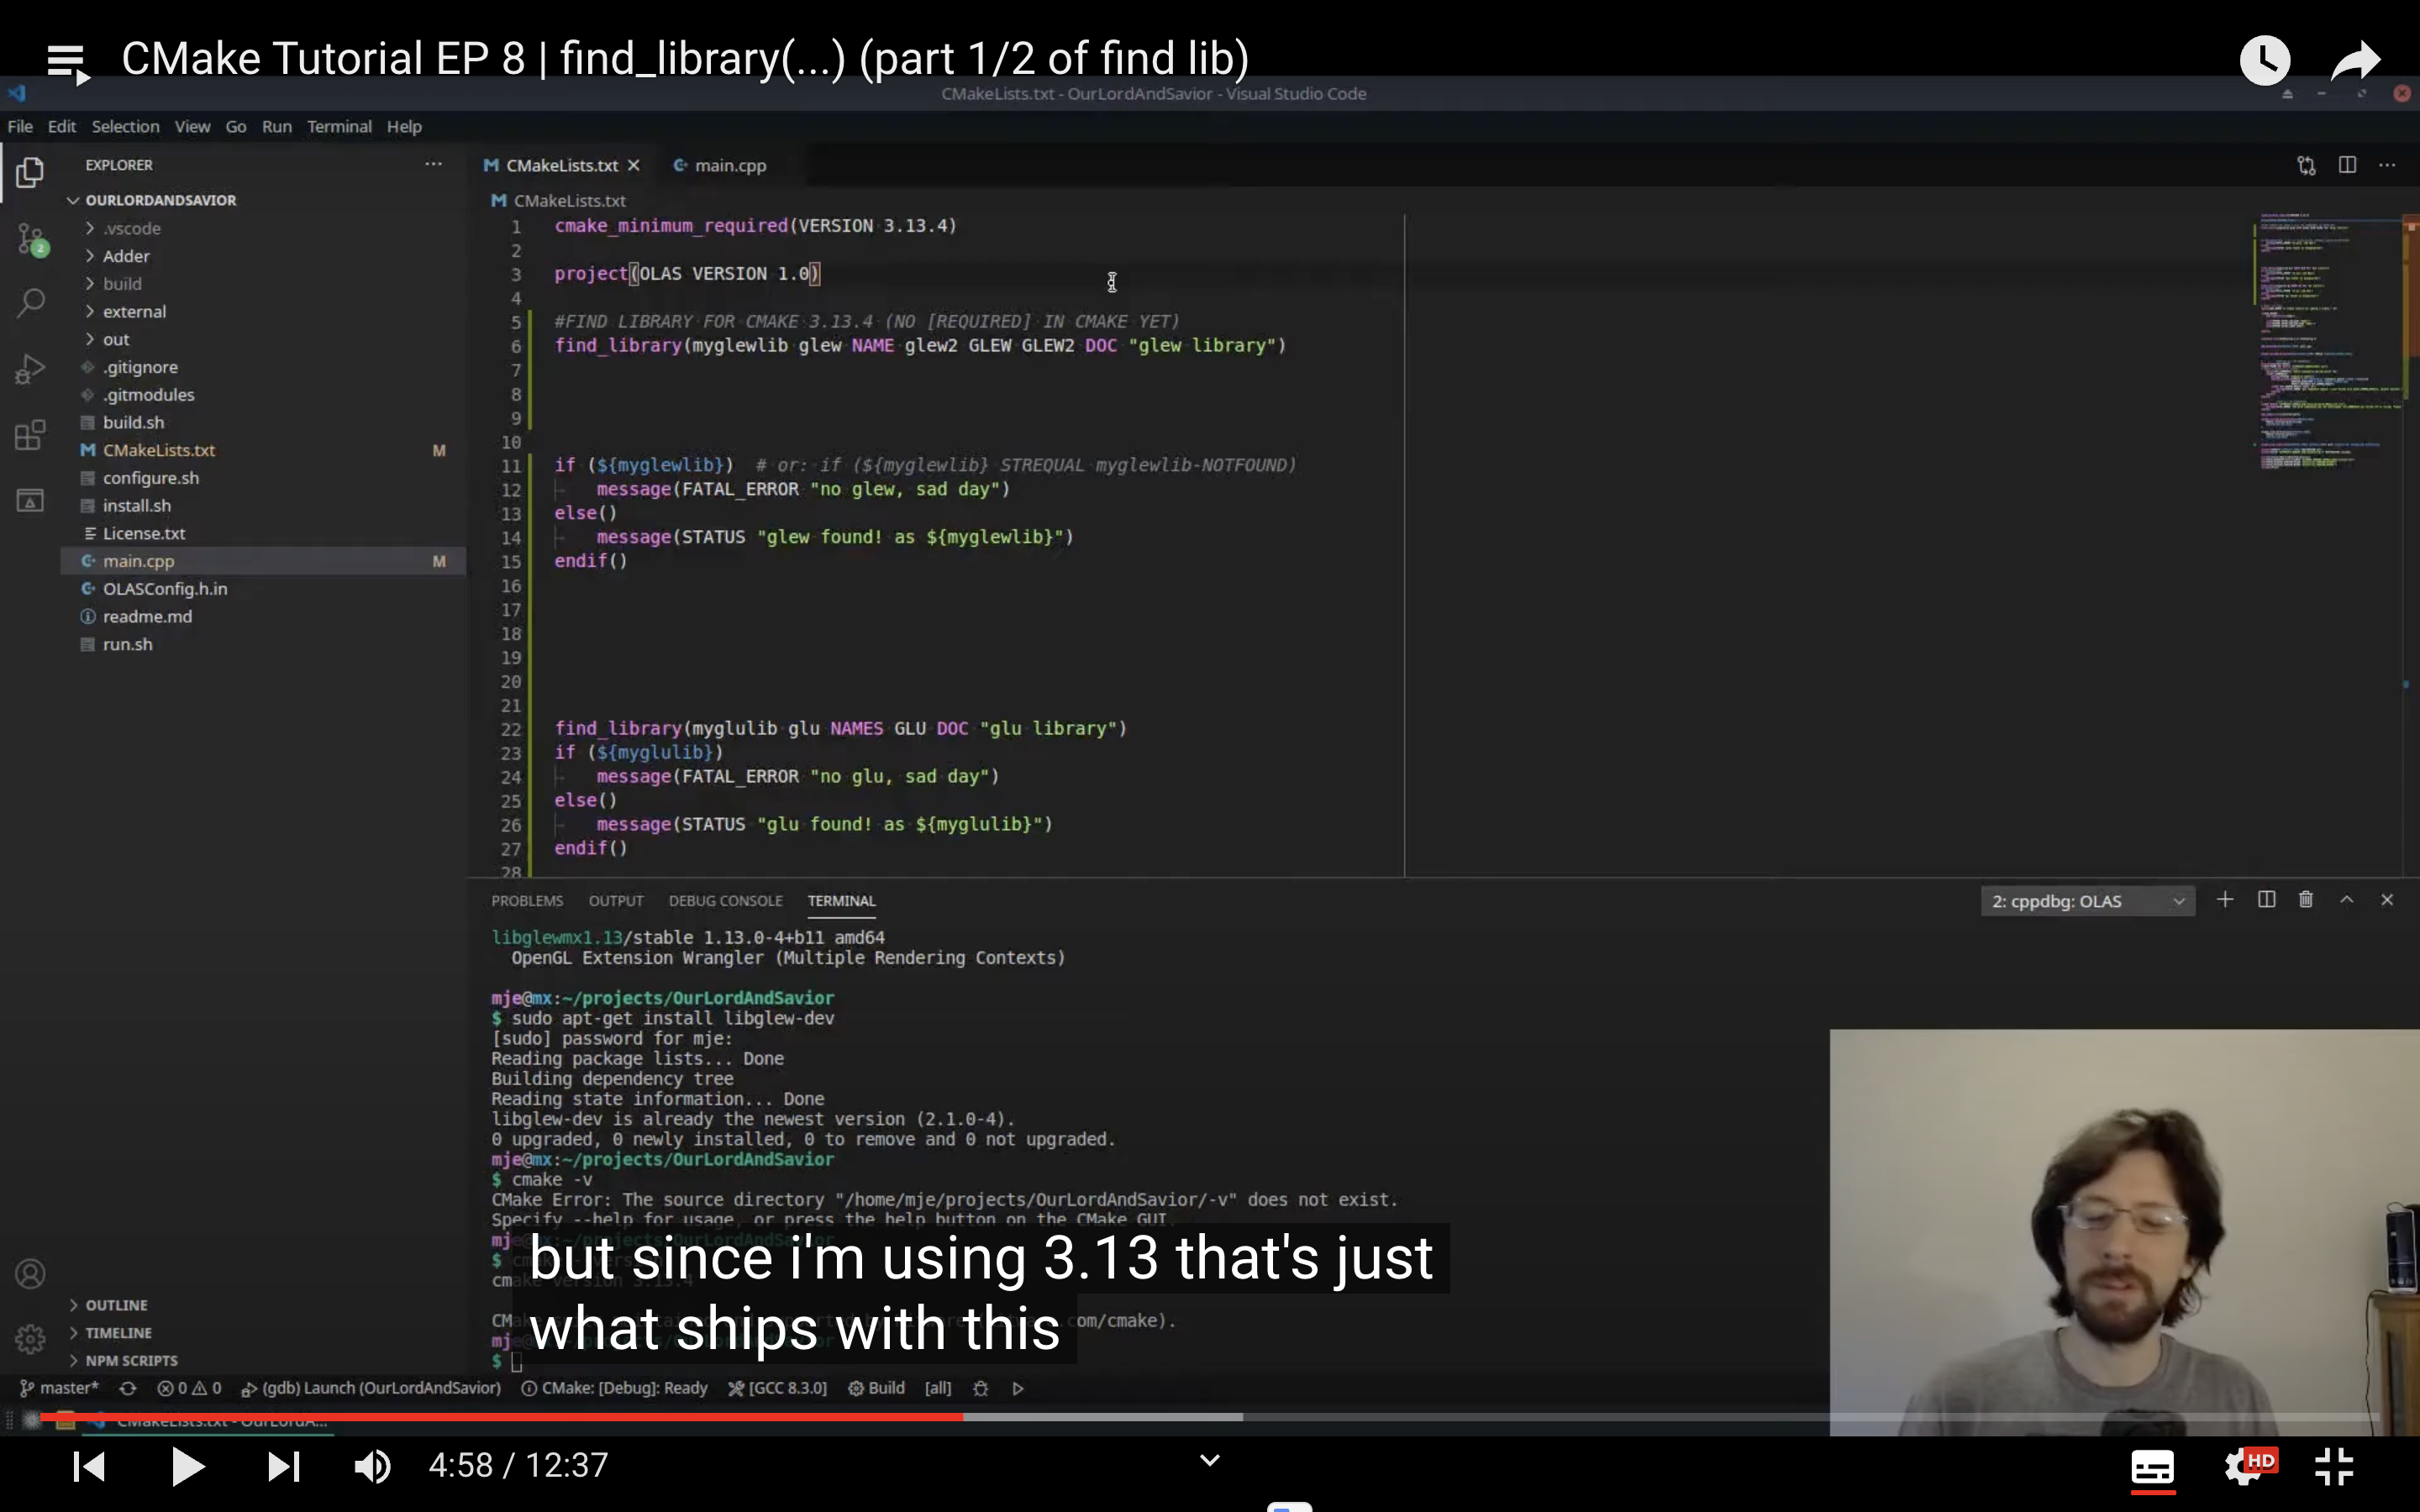 CMake Tutorial EP 8 | find_library(...) (part 1/2 of find lib)
CMakeLists.txt - OurLordAndSavior - Visual Studio Code
File Edit Selection View Go Run Terminal Help
EXPLORER
OURLORDANDSAVIOR
.vscode
Adder
build
external
out
.gitignore
.gitmodules
build.sh
CMakeLists.txt M
configure.sh
install.sh
License.txt
main.cpp M
OLASConfig.h.in
readme.md
run.sh
OUTLINE
TIMELINE
NPM SCRIPTS
2
CMakeLists.txt main.cpp
CMakeLists.txt
1 cmake_minimum_required(VERSION 3.13.4)
2
3 project(OLAS VERSION 1.0)
4
5 #FIND LIBRARY FOR CMAKE 3.13.4 (NO [REQUIRED] IN CMAKE YET)
6 find_library(myglewlib glew NAME glew2 GLEW GLEW2 DOC "glew library")
7
8
9
10
11 if (${myglewlib}) # or: if (${myglewlib} STREQUAL myglewlib-NOTFOUND)
12 message(FATAL_ERROR "no glew, sad day")
13 else()
14 message(STATUS "glew found! as ${myglewlib}")
15 endif()
16
17
18
19
20
21
22 find_library(myglulib glu NAMES GLU DOC "glu library")
23 if (${myglulib})
24 message(FATAL_ERROR "no glu, sad day")
25 else()
26 message(STATUS "glu found! as ${myglulib}")
27 endif()
28
PROBLEMS OUTPUT DEBUG CONSOLE TERMINAL 2: cppdbg: OLAS
libglewmx1.13/stable 1.13.0-4+b11 amd64
OpenGL Extension Wrangler (Multiple Rendering Contexts)
mje@mx:~/projects/OurLordAndSavior
$ sudo apt-get install libglew-dev
[sudo] password for mje:
Reading package lists... Done
Building dependency tree
Reading state information... Done
libglew-dev is already the newest version (2.1.0-4).
0 upgraded, 0 newly installed, 0 to remove and 0 not upgraded.
mje@mx:~/projects/OurLordAndSavior
$ cmake -v
CMake Error: The source directory "/home/mje/projects/OurLordAndSavior/-v" does not exist.
Specify --help for usage, or press the help button on the CMake GUI.
$
but since i'm using 3.13 that's just
com/cmake).
what ships with this
$
master* 0 0 (gdb) Launch (OurLordAndSavior) CMake: [Debug]: Ready [GCC 8.3.0] Build [all]
CMakeLists.txt - OurLordA...
4:58 / 12:37
HD